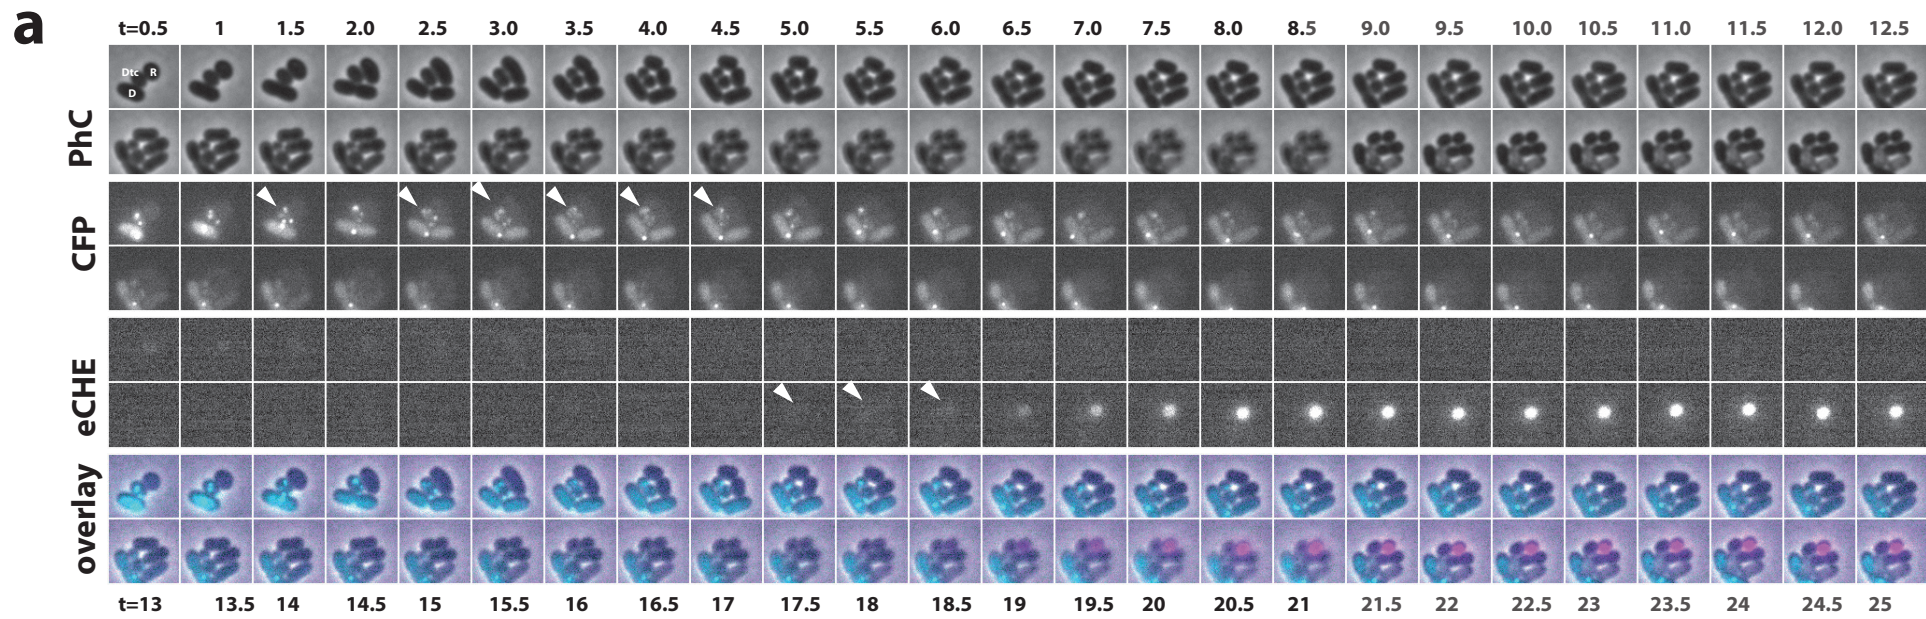 a
t=0.5 1 1.5 2.0 2.5 3.0 3.5 4.0 4.5 5.0 5.5 6.0 6.5 7.0 7.5 8.0 8.5 9.0 9.5 10.0 10.5 11.0 11.5 12.0 12.5
Dtc R
D
PhC
CFP
eCHE
overlay
t=13 13.5 14 14.5 15 15.5 16 16.5 17 17.5 18 18.5 19 19.5 20 20.5 21 21.5 22 22.5 23 23.5 24 24.5 25